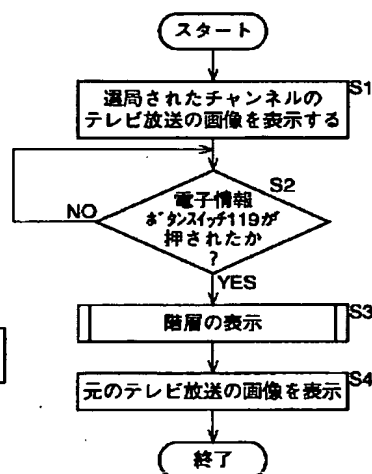 スタート
S1
選局されたチャンネルの
テレビ放送の画像を表示する
S2
電子情報
ボタンスイッチ119が
押されたか
?
NO
YES
S3
階層の表示
S4
元のテレビ放送の画像を表示
終了